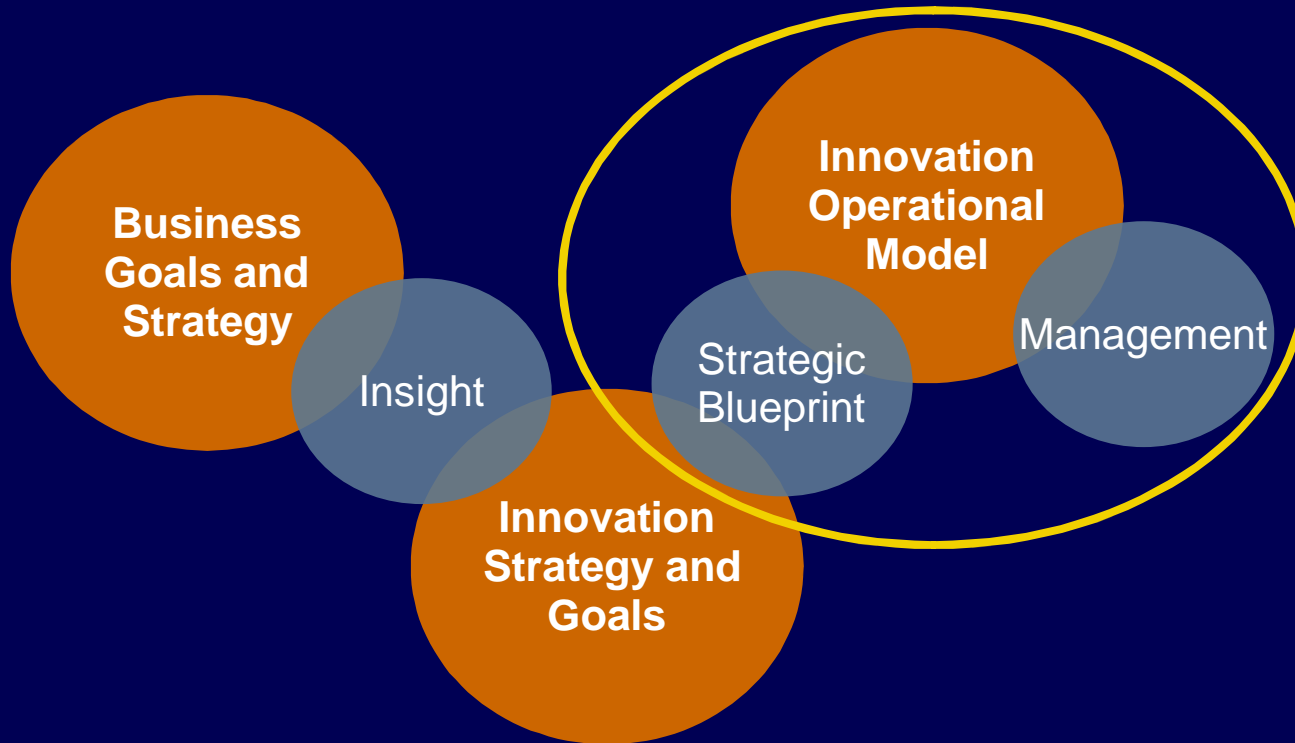 Business
Goals and
Strategy
Insight
Innovation
Strategy and
Goals
Strategic
Blueprint
Innovation
Operational
Model
Management